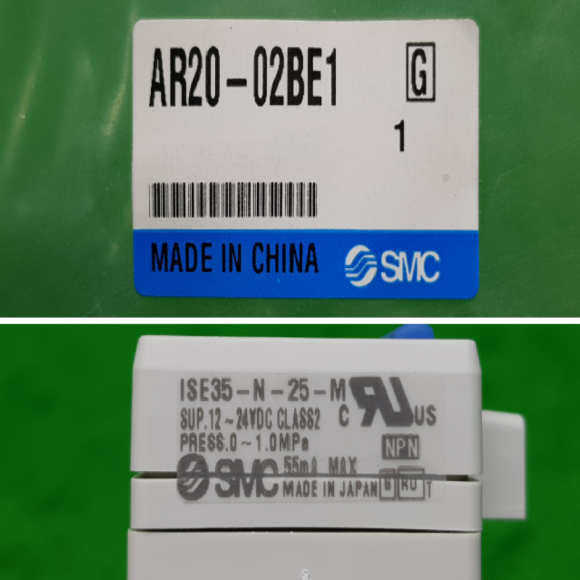 AR20-02BE1
G
1
MADE IN CHINA
SMC
ISE35-N-25-M
SUP.12~24VDC CLASS2
C US
PRESS.0~1.0MPa
NPN
55mA MAX
SMC MADE IN JAPAN